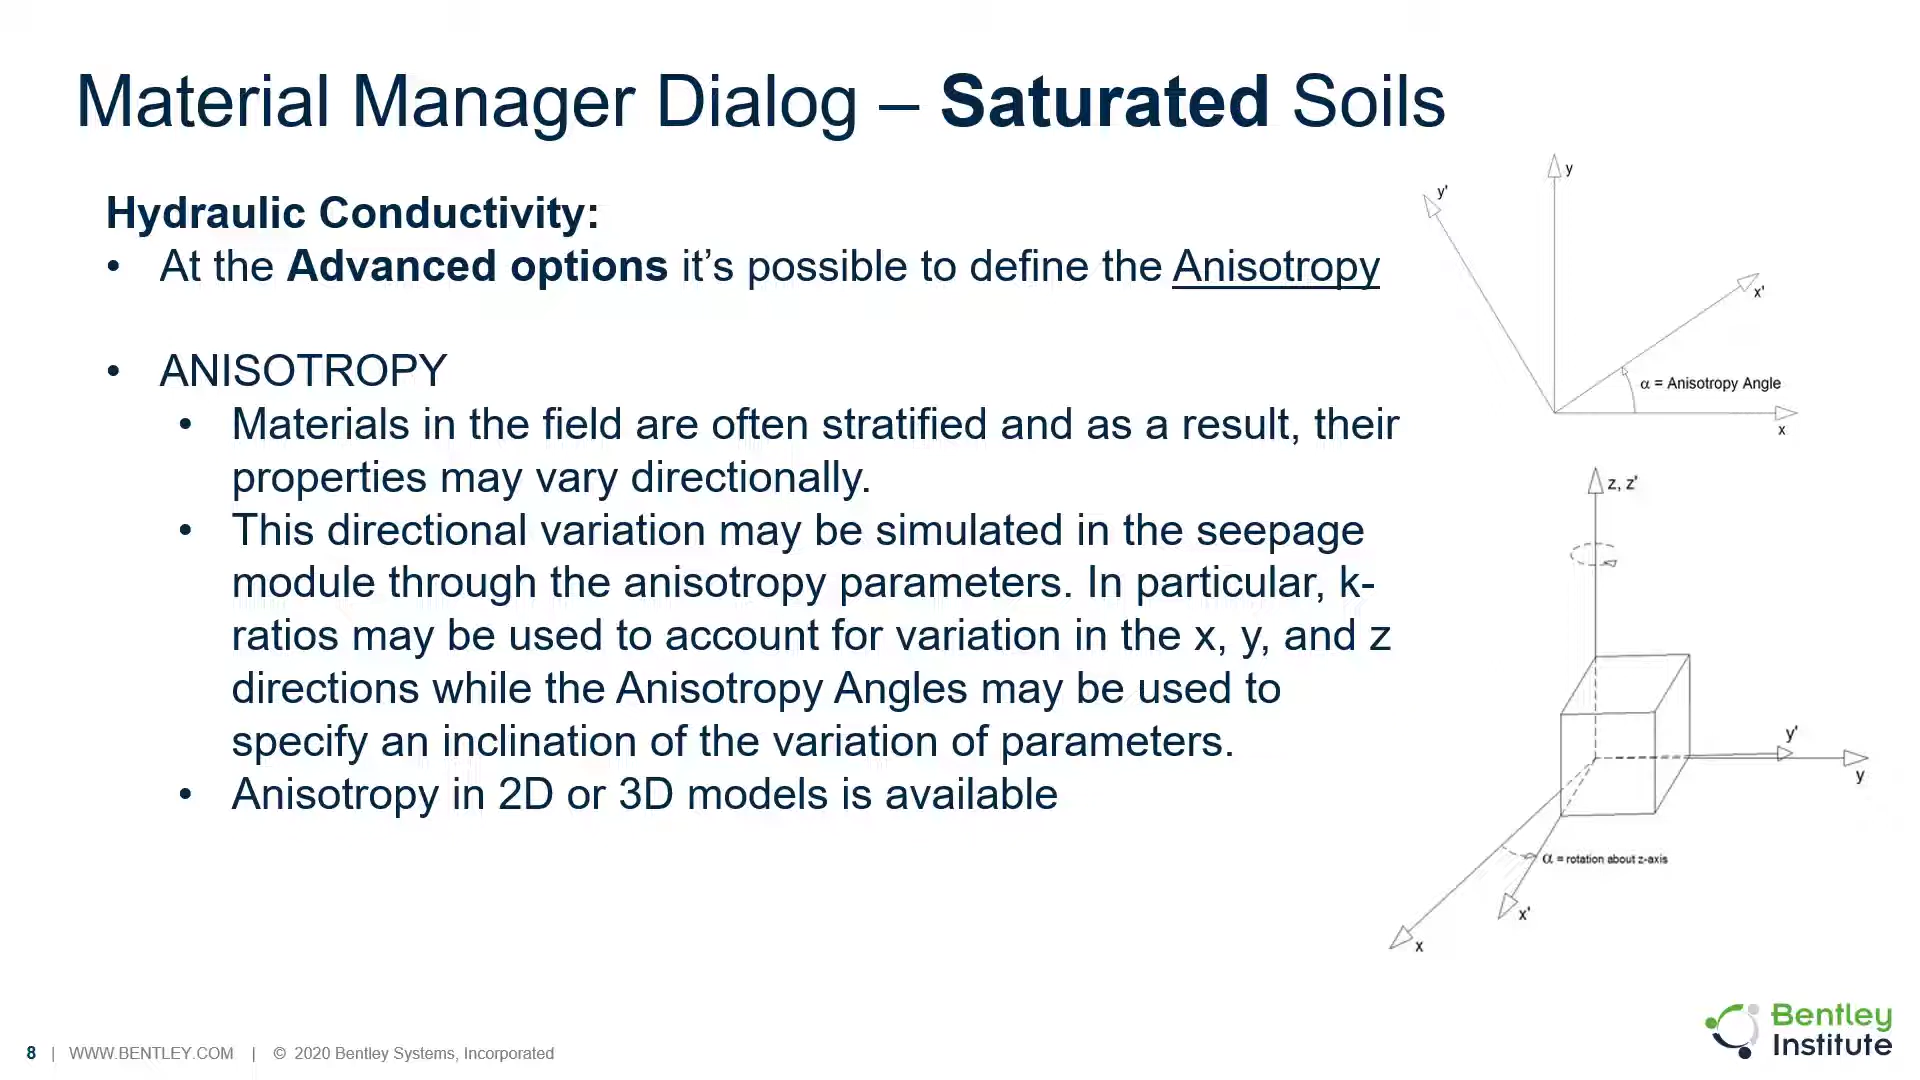 Material Manager Dialog – Saturated Soils
Hydraulic Conductivity:
• At the Advanced options it’s possible to define the Anisotropy
• ANISOTROPY
• Materials in the field are often stratified and as a result, their
properties may vary directionally.
• This directional variation may be simulated in the seepage
module through the anisotropy parameters. In particular, k-
ratios may be used to account for variation in the x, y, and z
directions while the Anisotropy Angles may be used to
specify an inclination of the variation of parameters.
• Anisotropy in 2D or 3D models is available
y
y'
x'
α = Anisotropy Angle
x
z, z'
y'
y
α = rotation about z-axis
x'
x
8 | WWW.BENTLEY.COM | © 2020 Bentley Systems, Incorporated
Bentley
Institute